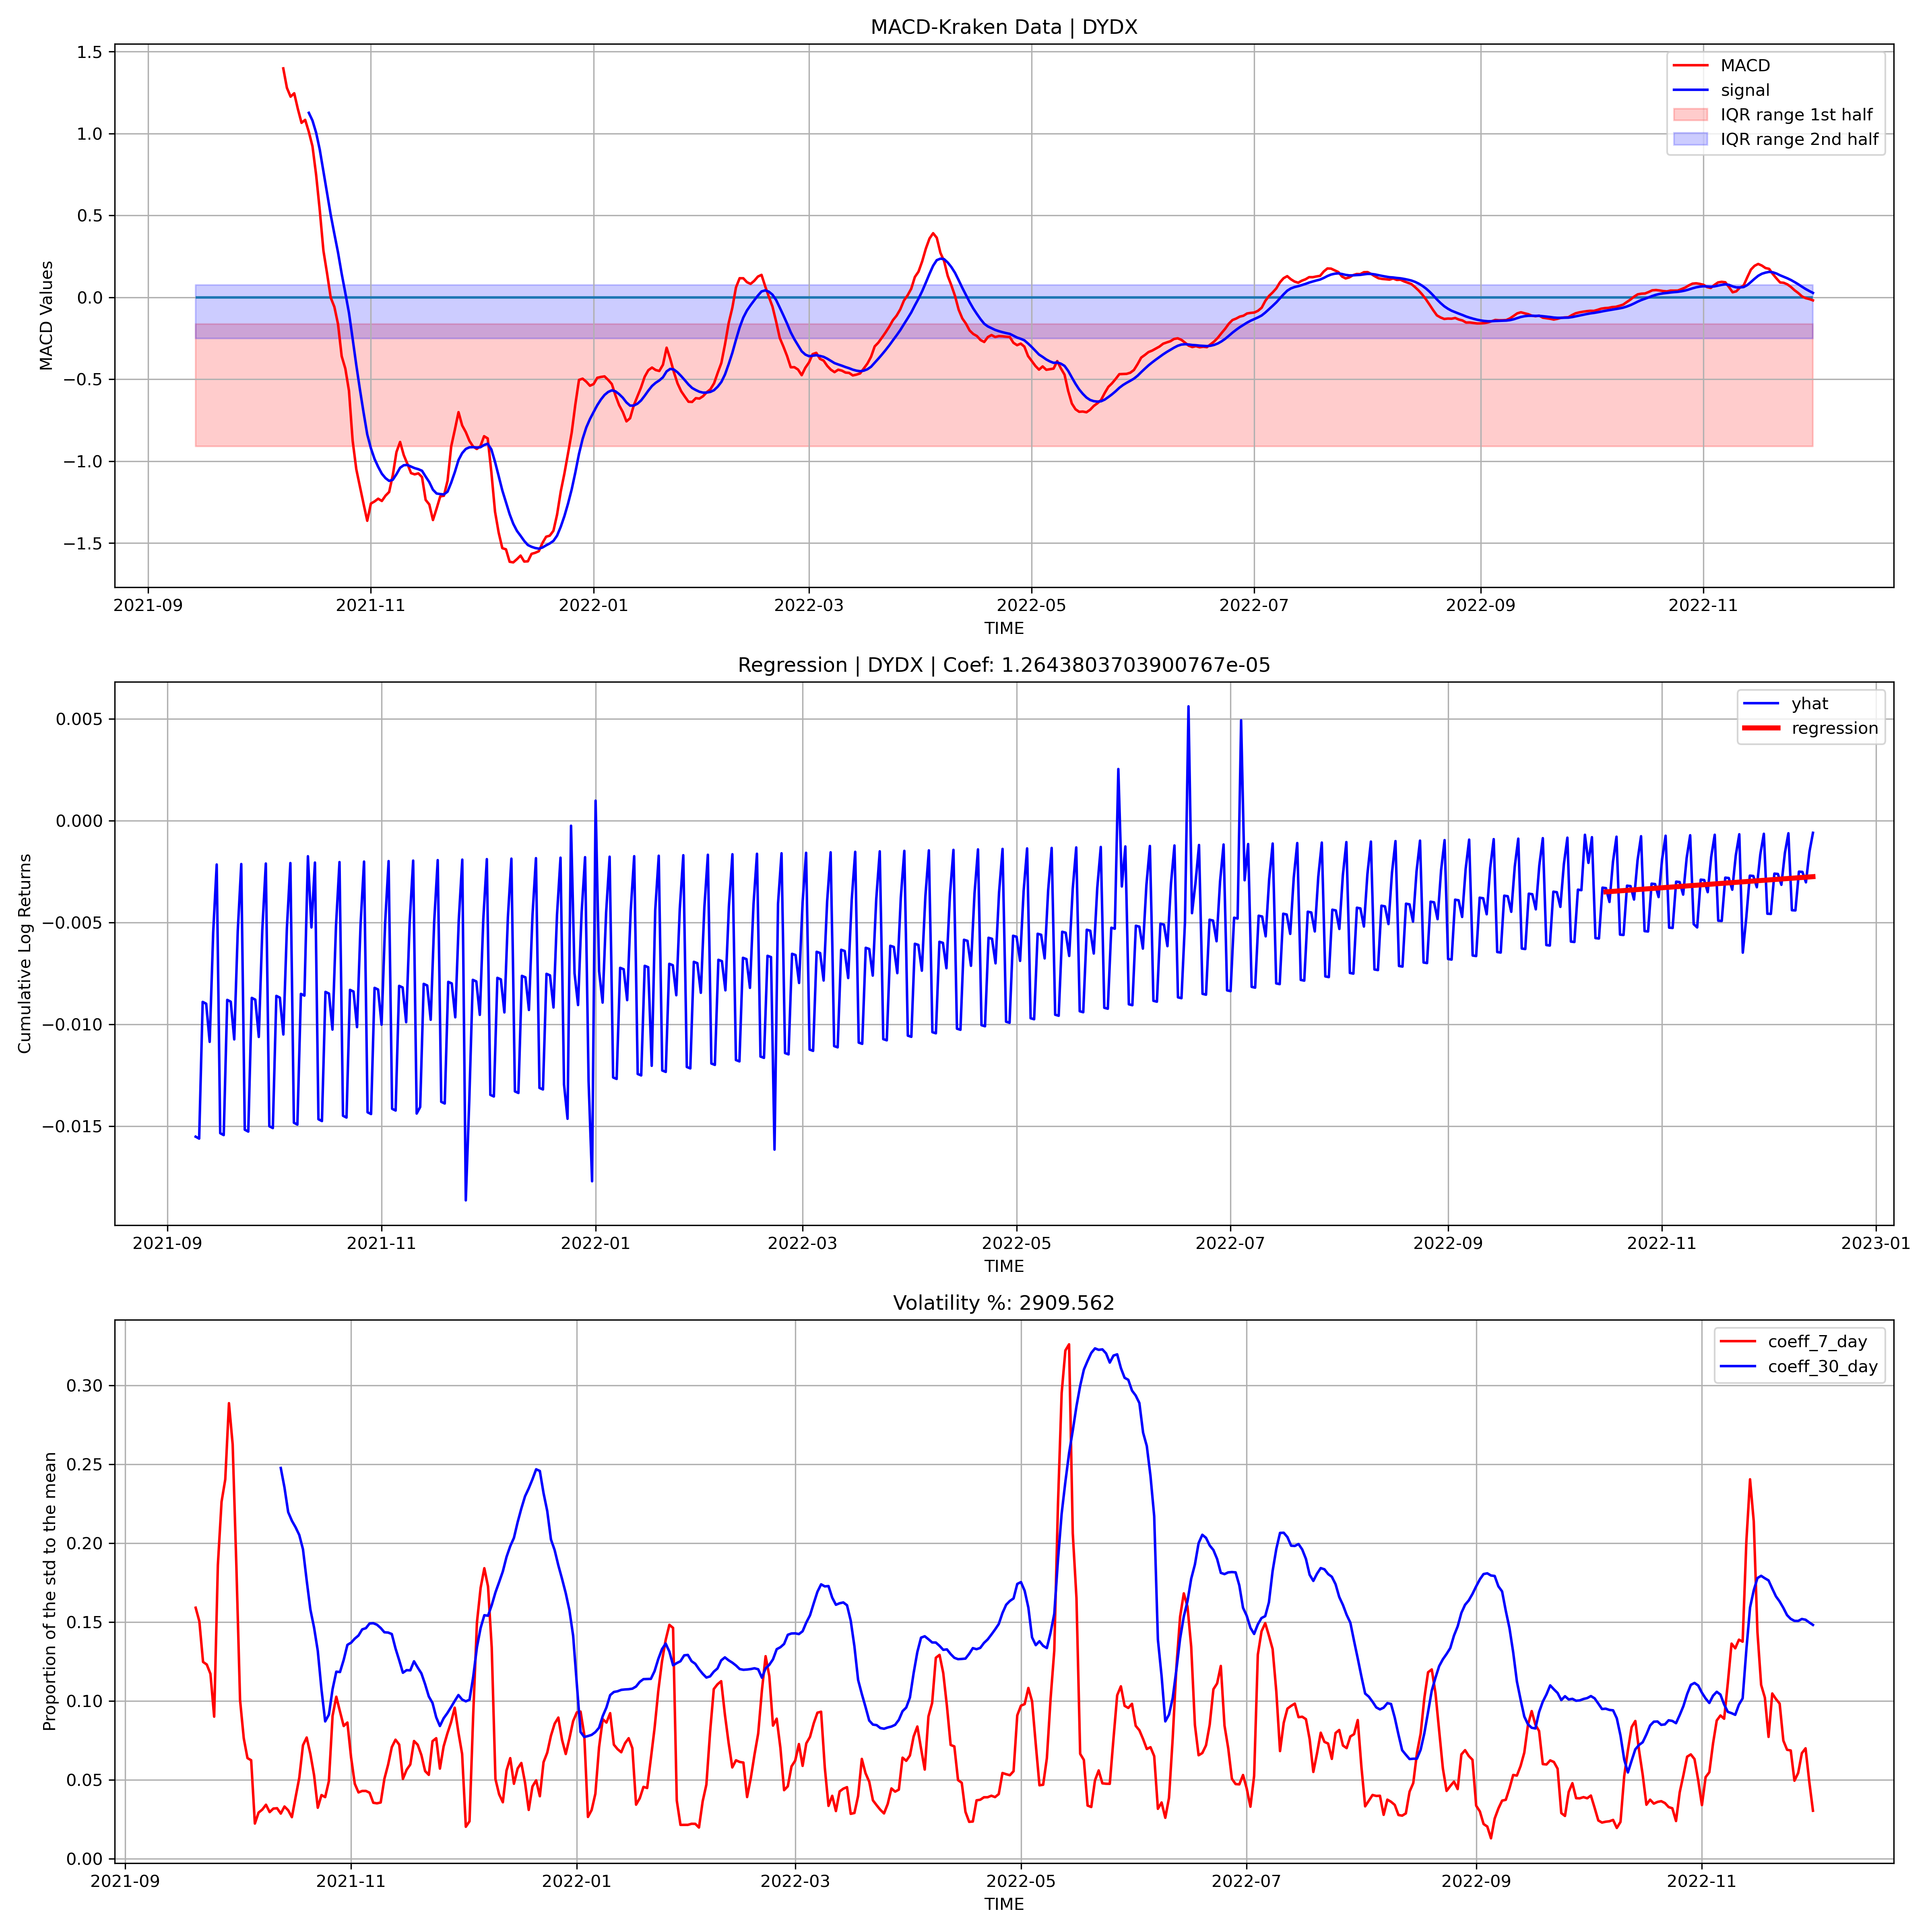 MACD-Kraken Data | DYDX
MACD Values
1.5
1.0
0.5
0.0
−0.5
−1.0
−1.5
MACD
signal
IQR range 1st half
IQR range 2nd half
2021-09
2021-11
2022-01
2022-03
2022-05
2022-07
2022-09
2022-11
TIME
Regression | DYDX | Coef: 1.2643803703900767e-05
Cumulative Log Returns
0.005
0.000
−0.005
−0.010
−0.015
yhat
regression
2021-09
2021-11
2022-01
2022-03
2022-05
2022-07
2022-09
2022-11
2023-01
TIME
Volatility %: 2909.562
Proportion of the std to the mean
0.30
0.25
0.20
0.15
0.10
0.05
0.00
coeff_7_day
coeff_30_day
2021-09
2021-11
2022-01
2022-03
2022-05
2022-07
2022-09
2022-11
TIME